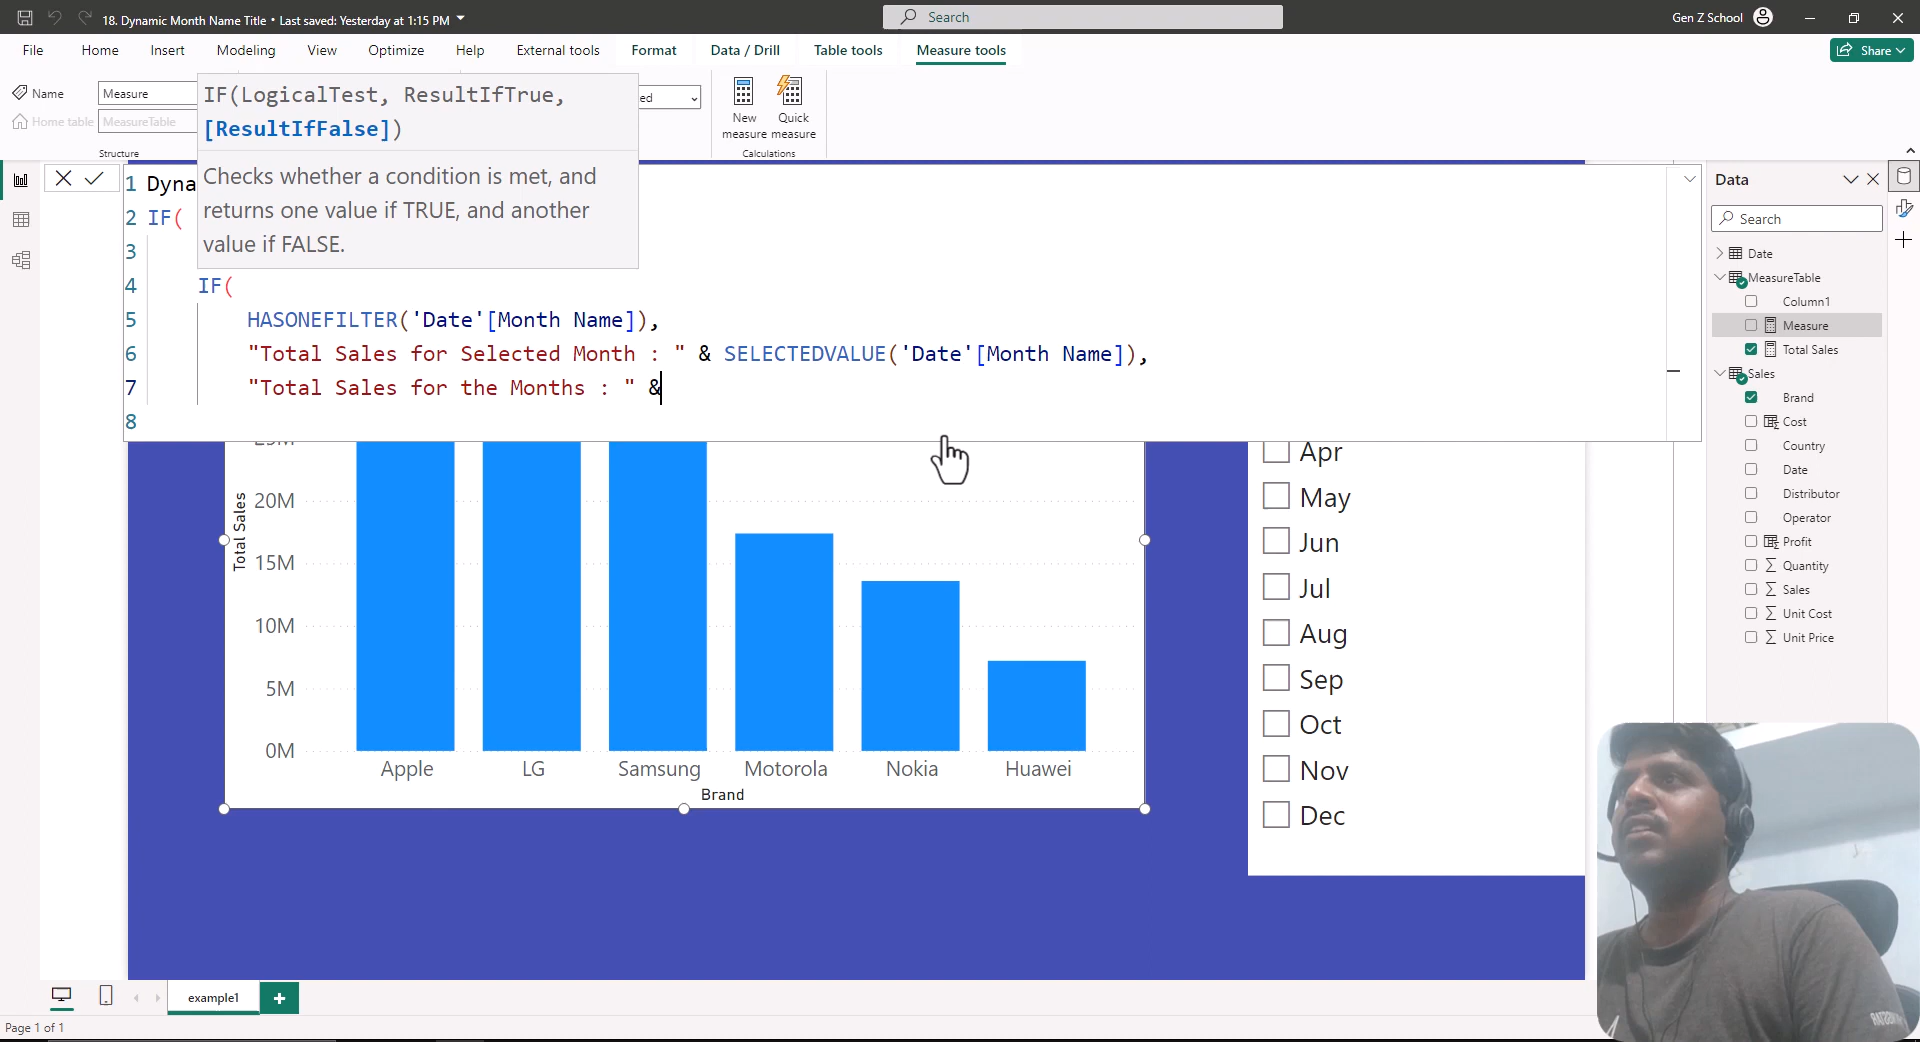 18. Dynamic Month Name Title • Last saved: Yesterday at 1:15 PM
Search
Gen Z School
File Home Insert Modeling View Optimize Help External tools Format Data / Drill Table tools Measure tools
Share
Name Measure
Home table MeasureTable
Structure
IF(LogicalTest, ResultIfTrue,
[ResultIfFalse])
Checks whether a condition is met, and
returns one value if TRUE, and another
value if FALSE.
ed
New
measure
Quick
measure
Calculations
1 Dyna
2 IF(
3
4 IF(
5 HASONEFILTER('Date'[Month Name]),
6 "Total Sales for Selected Month : " & SELECTEDVALUE('Date'[Month Name]),
7 "Total Sales for the Months : " &
8
Total Sales
20M
15M
10M
5M
0M
Apple LG Samsung Motorola Nokia Huawei
Brand
Apr
May
Jun
Jul
Aug
Sep
Oct
Nov
Dec
Data
Search
Date
MeasureTable
Column1
Measure
Total Sales
Sales
Brand
Cost
Country
Date
Distributor
Operator
Profit
Quantity
Sales
Unit Cost
Unit Price
example1
Page 1 of 1